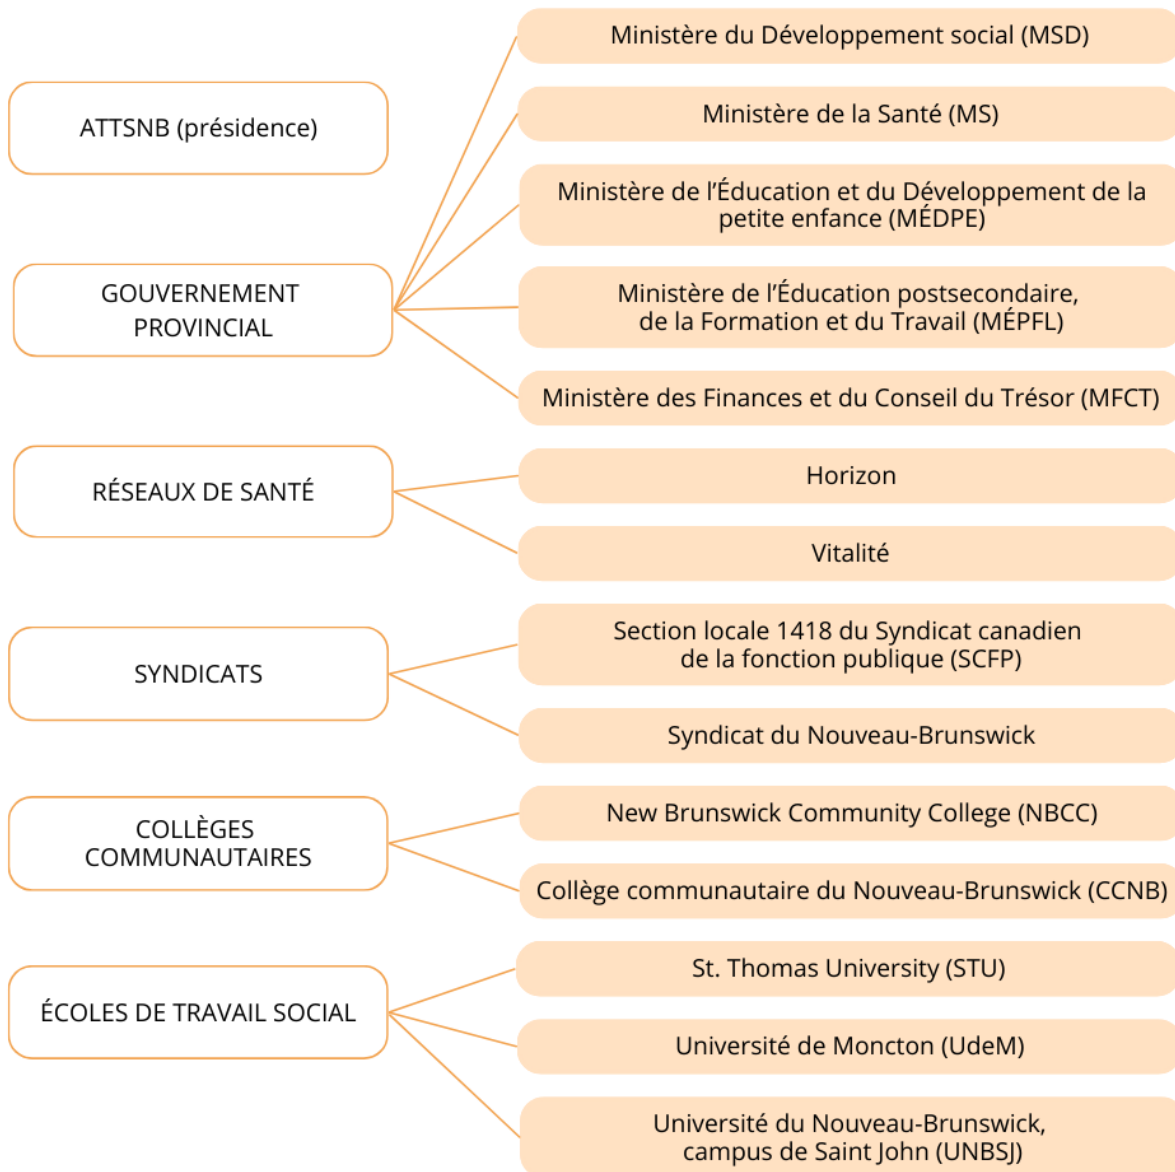 ATTSNB (présidence)
GOUVERNEMENT
PROVINCIAL
Ministère du Développement social (MSD)
Ministère de la Santé (MS)
Ministère de l’Éducation et du Développement de la
petite enfance (MÉDPE)
Ministère de l’Éducation postsecondaire,
de la Formation et du Travail (MÉPFL)
Ministère des Finances et du Conseil du Trésor (MFCT)
RÉSEAUX DE SANTÉ
Horizon
Vitalité
SYNDICATS
Section locale 1418 du Syndicat canadien
de la fonction publique (SCFP)
Syndicat du Nouveau-Brunswick
COLLÈGES
COMMUNAUTAIRES
New Brunswick Community College (NBCC)
Collège communautaire du Nouveau-Brunswick (CCNB)
ÉCOLES DE TRAVAIL SOCIAL
St. Thomas University (STU)
Université de Moncton (UdeM)
Université du Nouveau-Brunswick,
campus de Saint John (UNBSJ)